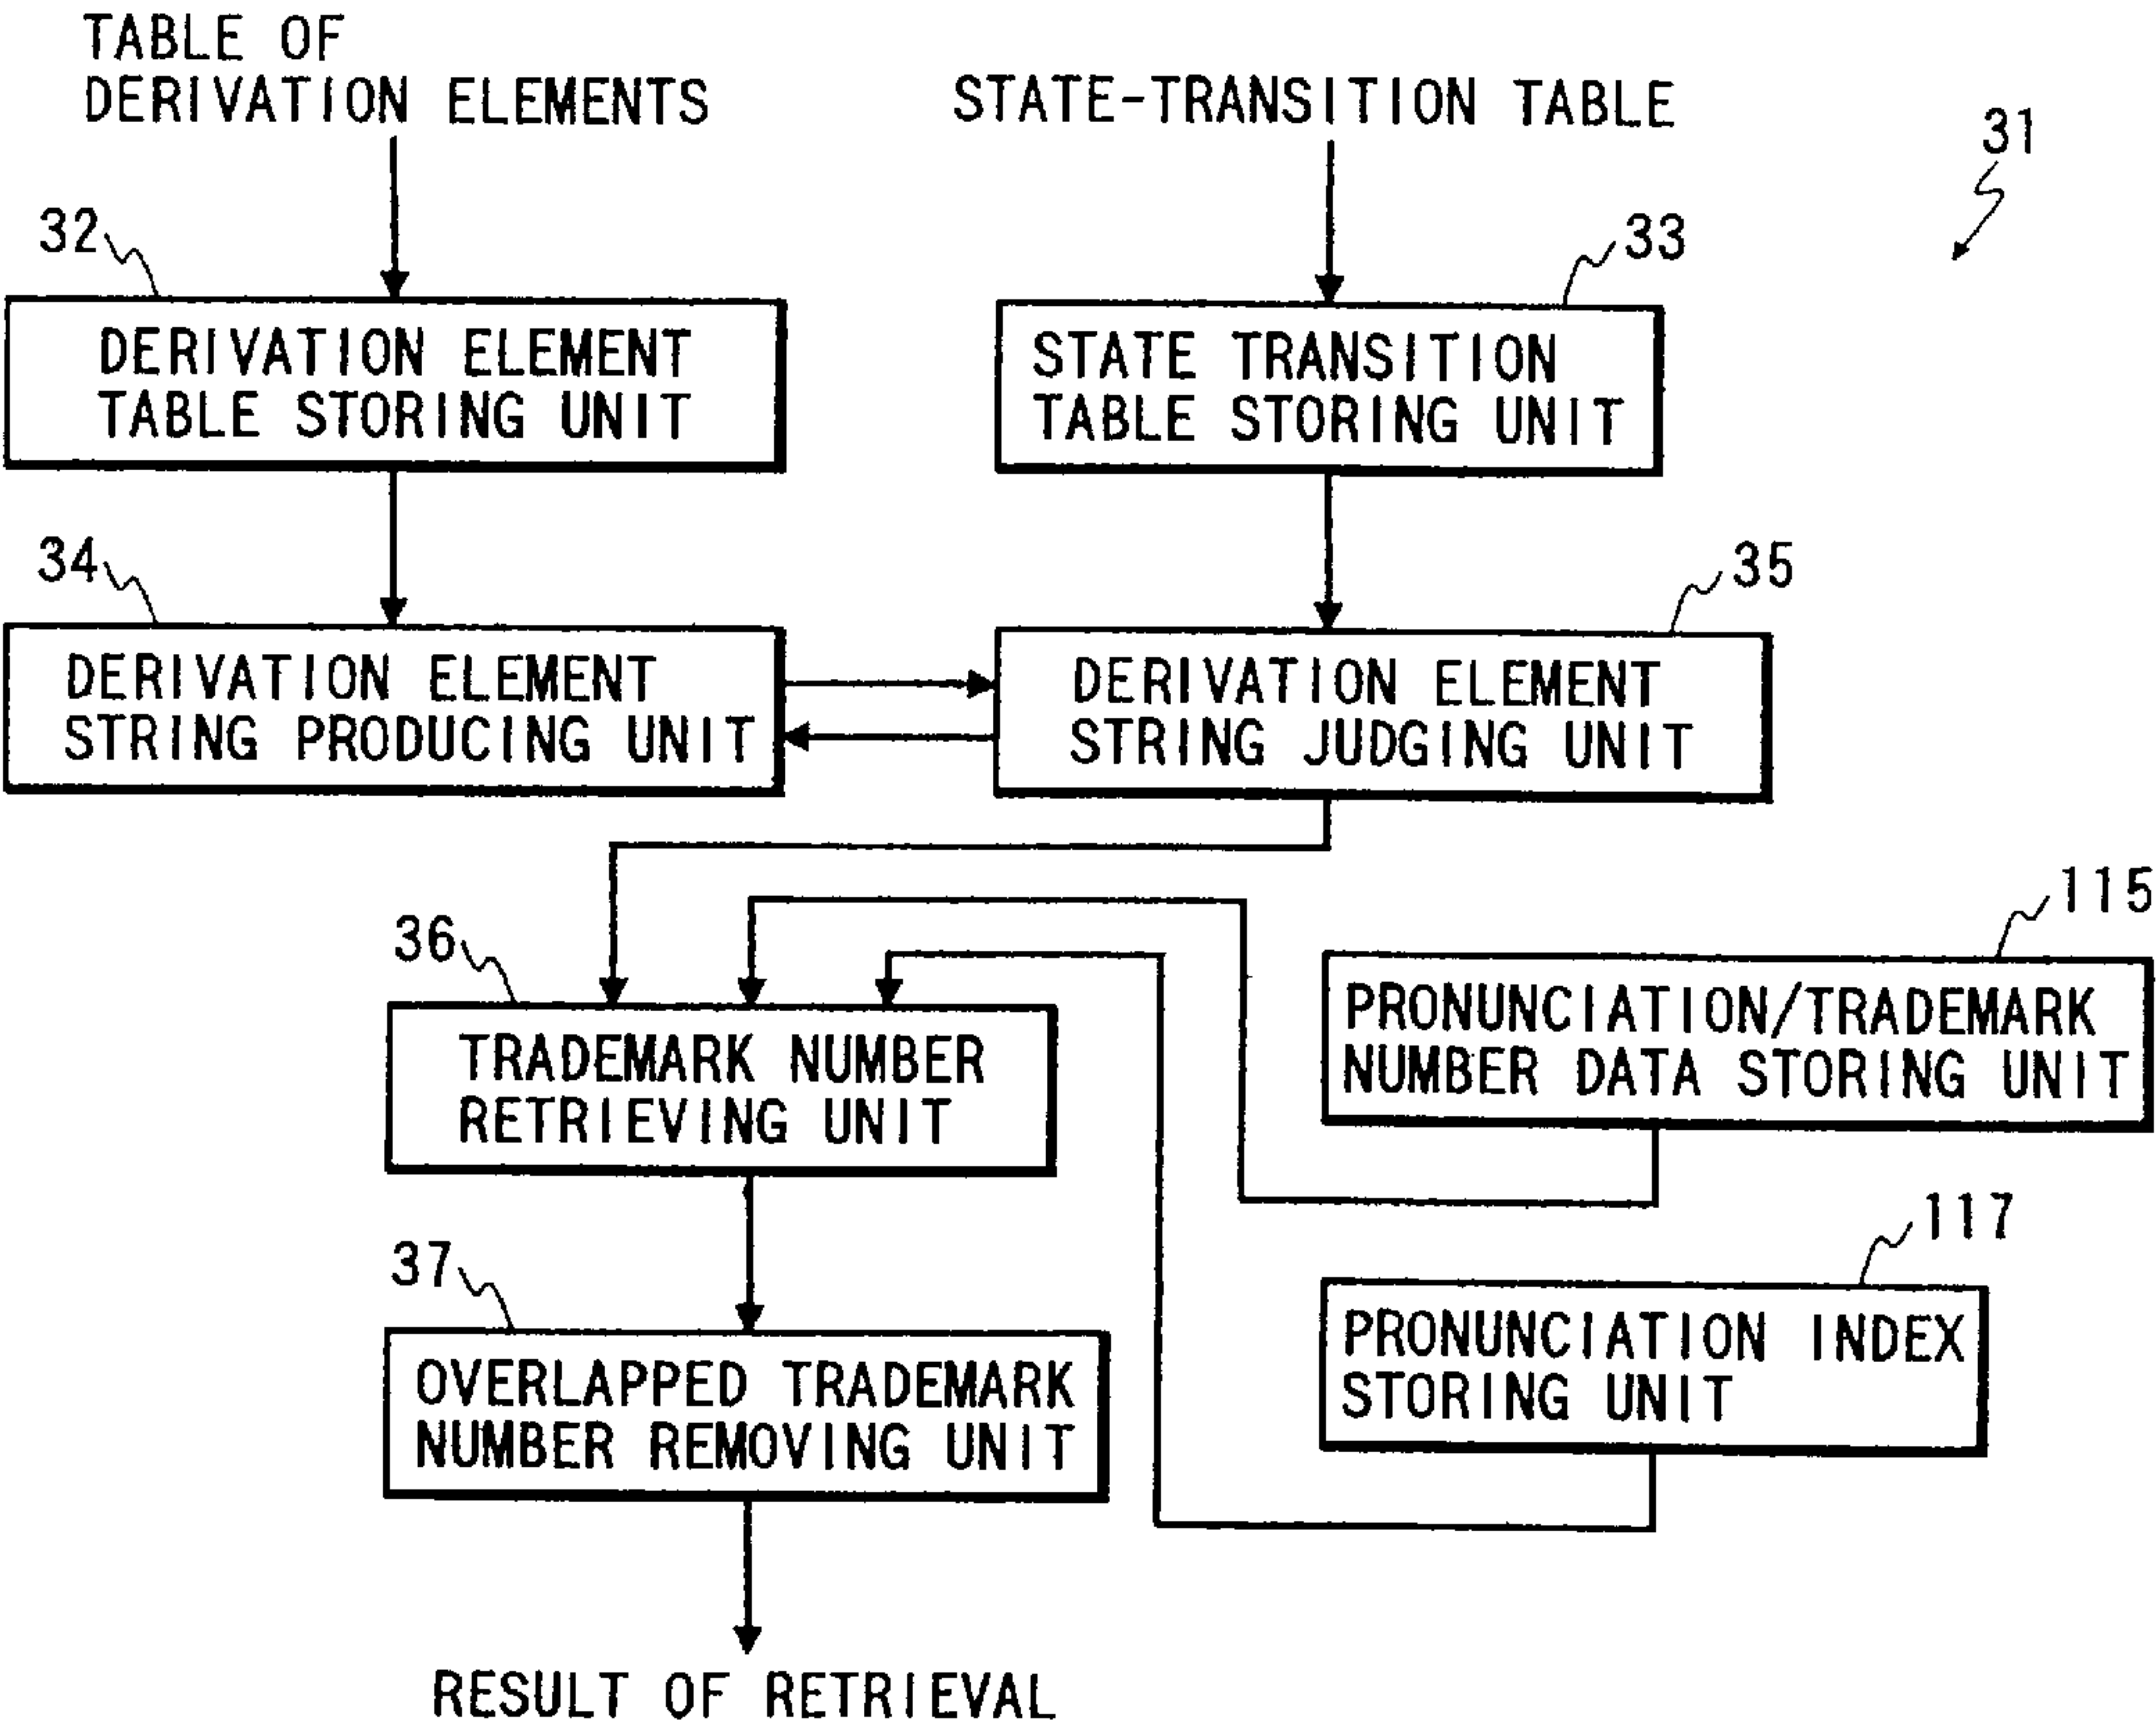 TABLE OF
DERIVATION ELEMENTS
STATE-TRANSITION TABLE
31
32
33
DERIVATION ELEMENT
TABLE STORING UNIT
STATE TRANSITION
TABLE STORING UNIT
34
35
DERIVATION ELEMENT
STRING PRODUCING UNIT
DERIVATION ELEMENT
STRING JUDGING UNIT
36
115
TRADEMARK NUMBER
RETRIEVING UNIT
PRONUNCIATION/TRADEMARK
NUMBER DATA STORING UNIT
37
117
OVERLAPPED TRADEMARK
NUMBER REMOVING UNIT
PRONUNCIATION INDEX
STORING UNIT
RESULT OF RETRIEVAL